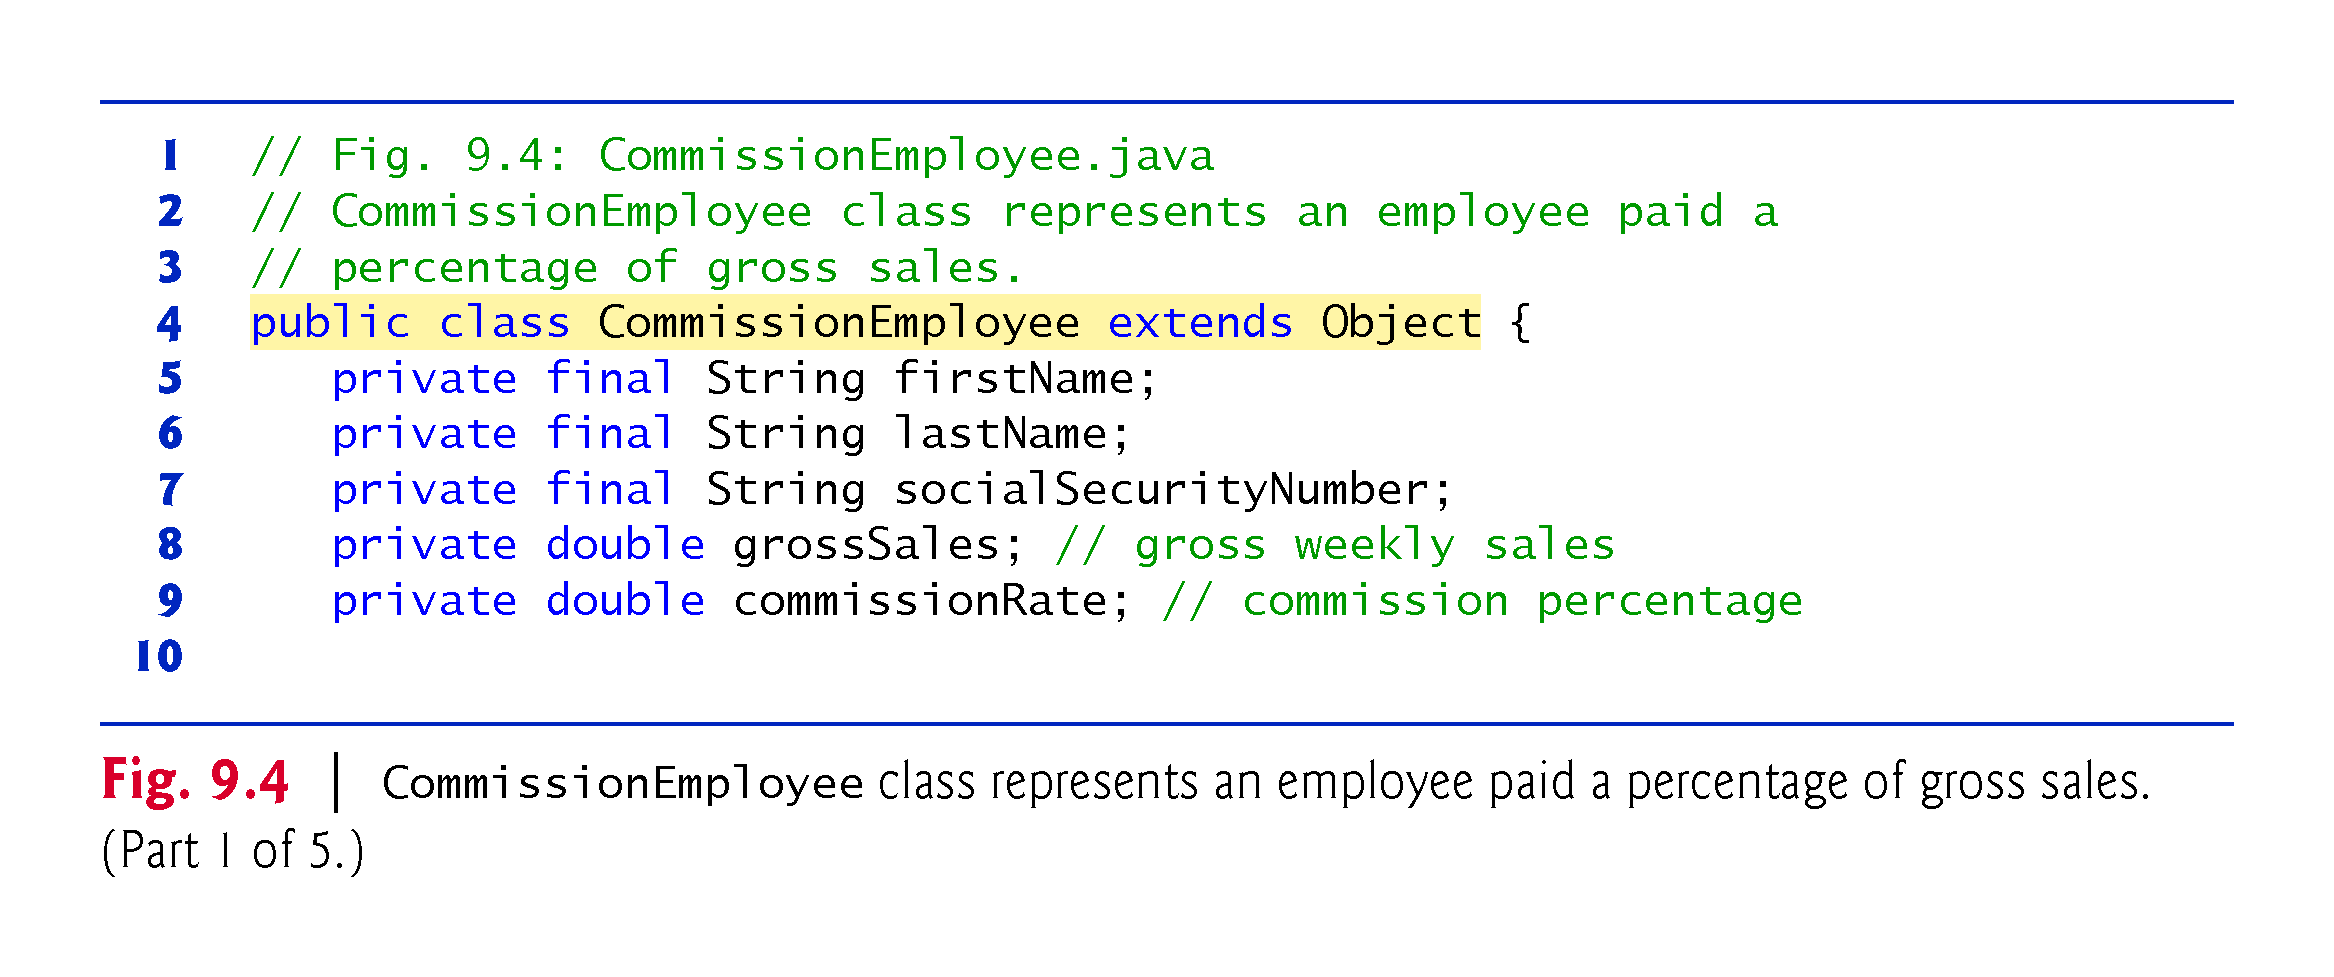 1 // Fig. 9.4: CommissionEmployee.java
2 // CommissionEmployee class represents an employee paid a
3 // percentage of gross sales.
4 public class CommissionEmployee extends Object {
5    private final String firstName;
6    private final String lastName;
7    private final String socialSecurityNumber;
8    private double grossSales; // gross weekly sales
9    private double commissionRate; // commission percentage
10
Fig. 9.4 | CommissionEmployee class represents an employee paid a percentage of gross sales.
(Part 1 of 5.)